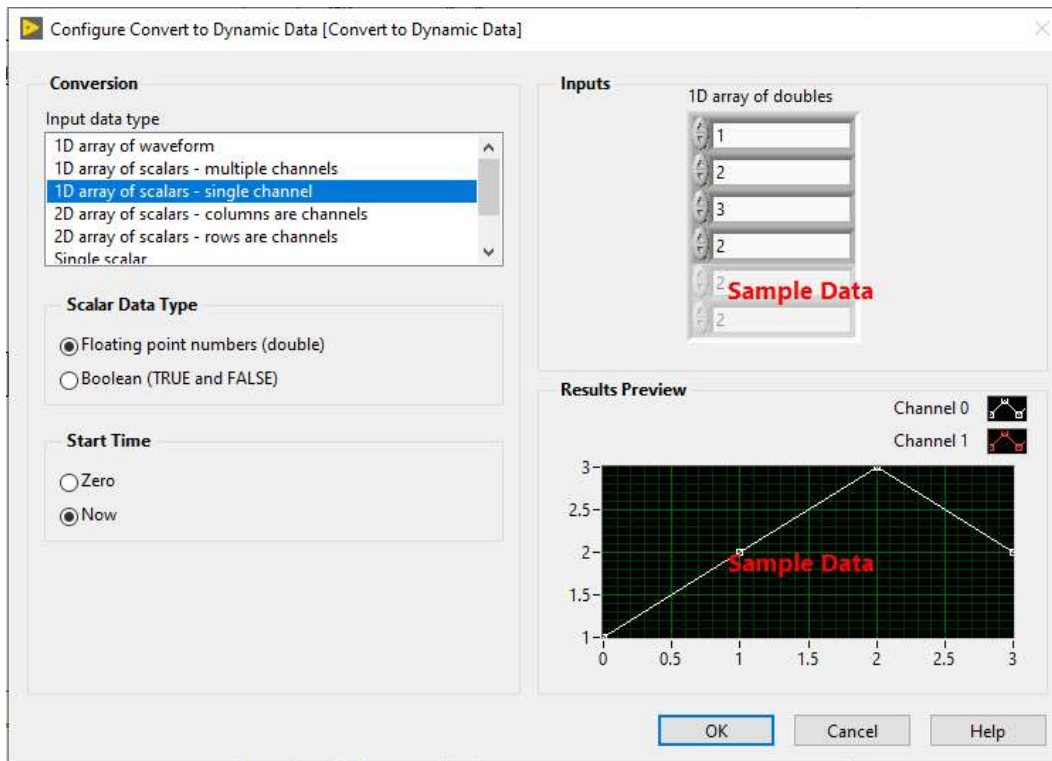 Configure Convert to Dynamic Data [Convert to Dynamic Data]
Conversion
Input data type
1D array of waveform
1D array of scalars - multiple channels
1D array of scalars - single channel
2D array of scalars - columns are channels
2D array of scalars - rows are channels
Single scalar
Scalar Data Type
Floating point numbers (double)
Boolean (TRUE and FALSE)
Start Time
Zero
Now
Inputs
1D array of doubles
1
2
3
2
2
Sample Data
2
Results Preview
Channel 0
Channel 1
3
2.5
2
1.5
1
Sample Data
0 0.5 1 1.5 2 2.5 3
OK Cancel Help